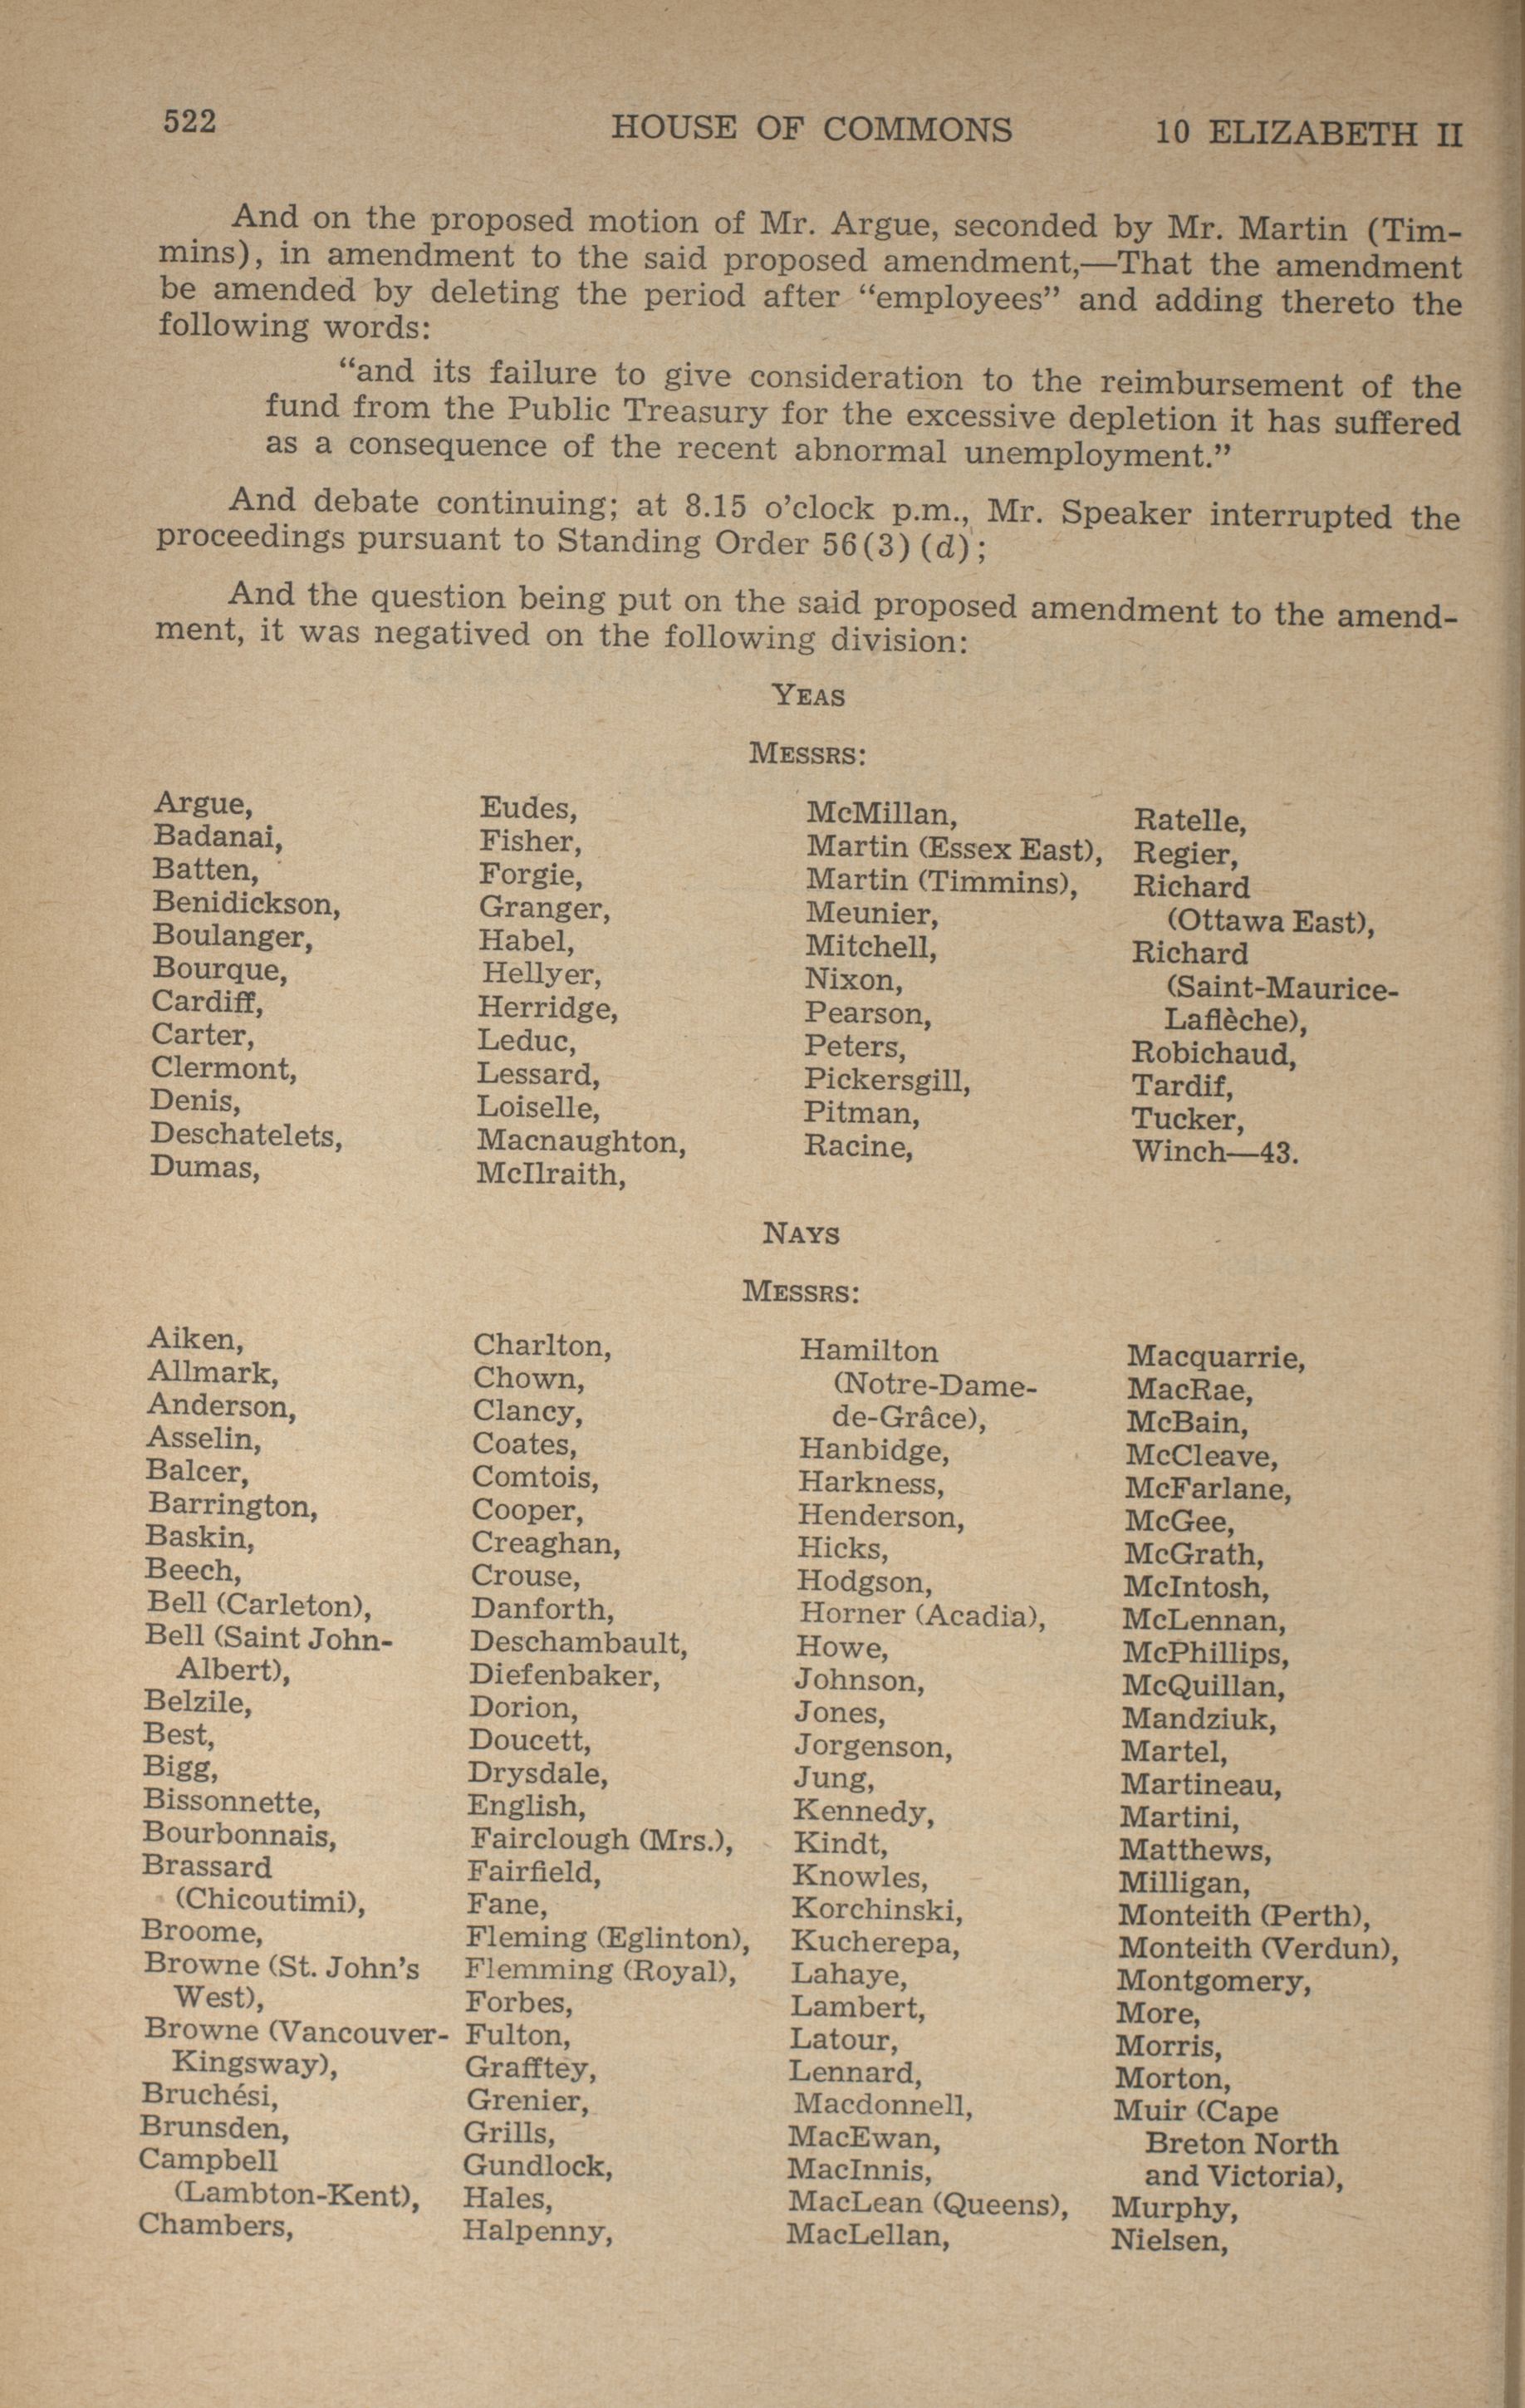 522 HOUSE OF COMMONS 10 ELIZABETH II
And on the proposed motion of Mr. Argue, seconded by Mr. Martin (Tim-
mins), in amendment to the said proposed amendment,—That the amendment
be amended by deleting the period after “employees” and adding thereto the
following words:
“and its failure to give consideration to the reimbursement of the
fund from the Public Treasury for the excessive depletion it has suffered
as a consequence of the recent abnormal unemployment.”
And debate continuing; at 8.15 o’clock p.m., Mr. Speaker interrupted the
proceedings pursuant to Standing Order 56(3)(d);
And the question being put on the said proposed amendment to the amend-
ment, it was negatived on the following division:
YEAS
MESSRS:
Argue,
Badanai,
Batten,
Benidickson,
Boulanger,
Bourque,
Cardiff,
Carter,
Clermont,
Denis,
Deschatelets,
Dumas,
Eudes,
Fisher,
Forgie,
Granger,
Habel,
Hellyer,
Herridge,
Leduc,
Lessard,
Loiselle,
Macnaughton,
McIlraith,
McMillan,
Martin (Essex East),
Martin (Timmins),
Meunier,
Mitchell,
Nixon,
Pearson,
Peters,
Pickersgill,
Pitman,
Racine,
Ratelle,
Regier,
Richard
(Ottawa East),
Richard
(Saint-Maurice-
Laflèche),
Robichaud,
Tardif,
Tucker,
Winch—43.
NAYS
MESSRS:
Aiken,
Allmark,
Anderson,
Asselin,
Balcer,
Barrington,
Baskin,
Beech,
Bell (Carleton),
Bell (Saint John-
Albert),
Belzile,
Best,
Bigg,
Bissonnette,
Bourbonnais,
Brassard
(Chicoutimi),
Broome,
Browne (St. John’s
West),
Browne (Vancouver-
Kingsway),
Bruchési,
Brunsden,
Campbell
(Lambton-Kent),
Chambers,
Charlton,
Chown,
Clancy,
Coates,
Comtois,
Cooper,
Creaghan,
Crouse,
Danforth,
Deschambault,
Diefenbaker,
Dorion,
Doucett,
Drysdale,
English,
Fairclough (Mrs.),
Fairfield,
Fane,
Fleming (Eglinton),
Flemming (Royal),
Forbes,
Fulton,
Grafftey,
Grenier,
Grills,
Gundlock,
Hales,
Halpenny,
Hamilton
(Notre-Dame-
de-Grâce),
Hanbidge,
Harkness,
Henderson,
Hicks,
Hodgson,
Horner (Acadia),
Howe,
Johnson,
Jones,
Jorgenson,
Jung,
Kennedy,
Kindt,
Knowles,
Korchinski,
Kucherepa,
Lahaye,
Lambert,
Latour,
Lennard,
Macdonnell,
MacEwan,
MacInnis,
MacLean (Queens),
MacLellan,
Macquarrie,
MacRae,
McBain,
McCleave,
McFarlane,
McGee,
McGrath,
McIntosh,
McLennan,
McPhillips,
McQuillan,
Mandziuk,
Martel,
Martineau,
Martini,
Matthews,
Milligan,
Monteith (Perth),
Monteith (Verdun),
Montgomery,
More,
Morris,
Morton,
Muir (Cape
Breton North
and Victoria),
Murphy,
Nielsen,